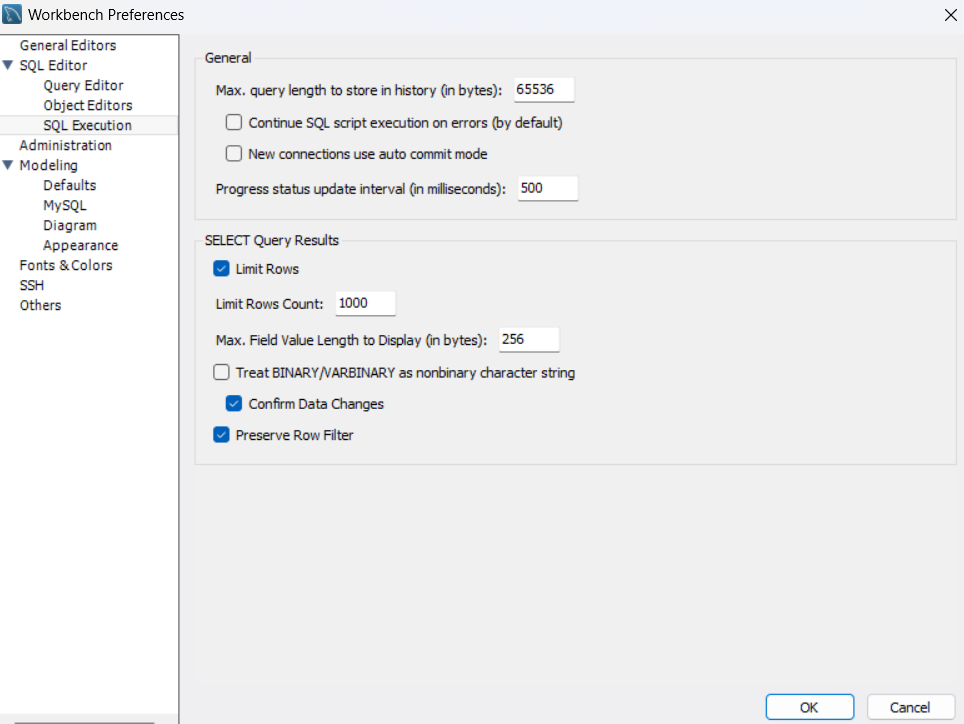 Workbench Preferences
General Editors
SQL Editor
Query Editor
Object Editors
SQL Execution
Administration
Modeling
Defaults
MySQL
Diagram
Appearance
Fonts & Colors
SSH
Others
General
Max. query length to store in history (in bytes): 65536
Continue SQL script execution on errors (by default)
New connections use auto commit mode
Progress status update interval (in milliseconds): 500
SELECT Query Results
Limit Rows
Limit Rows Count: 1000
Max. Field Value Length to Display (in bytes): 256
Treat BINARY/VARBINARY as nonbinary character string
Confirm Data Changes
Preserve Row Filter
OK Cancel